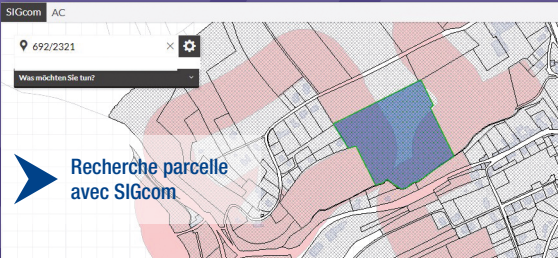 SIGcom AC
692/2321 ×
Was möchten Sie tun?
Recherche parcelle
avec SIGcom